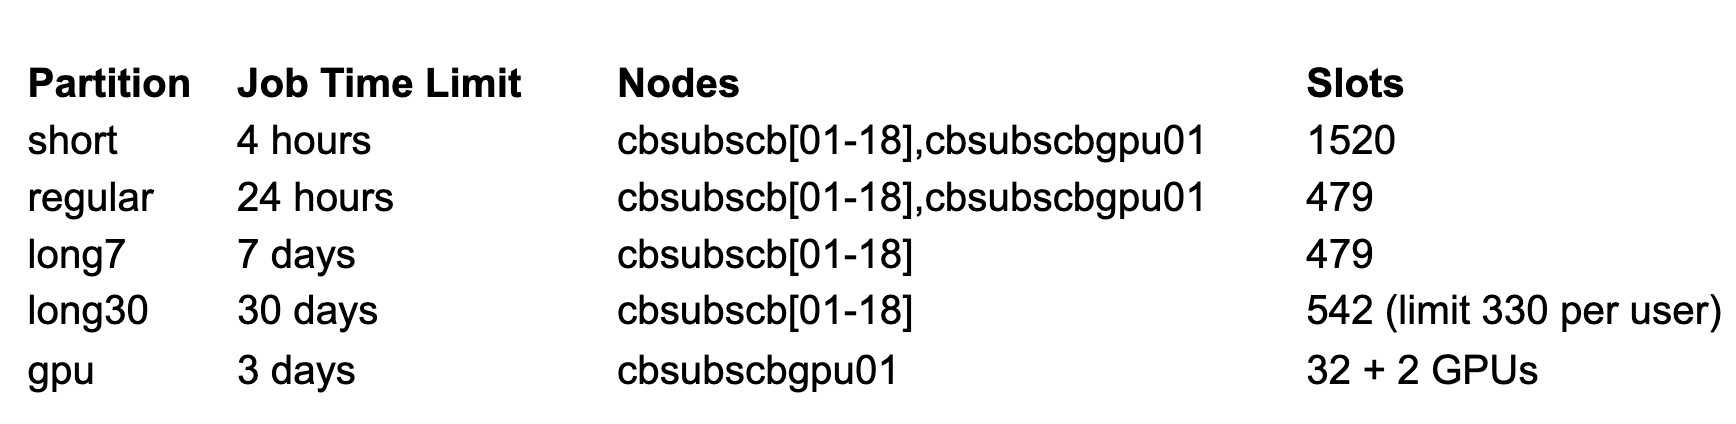 Partition Job Time Limit Nodes Slots
short 4 hours cbsubscb[01-18],cbsubscbgpu01 1520
regular 24 hours cbsubscb[01-18],cbsubscbgpu01 479
long7 7 days cbsubscb[01-18] 479
long30 30 days cbsubscb[01-18] 542 (limit 330 per user)
gpu 3 days cbsubscbgpu01 32 + 2 GPUs